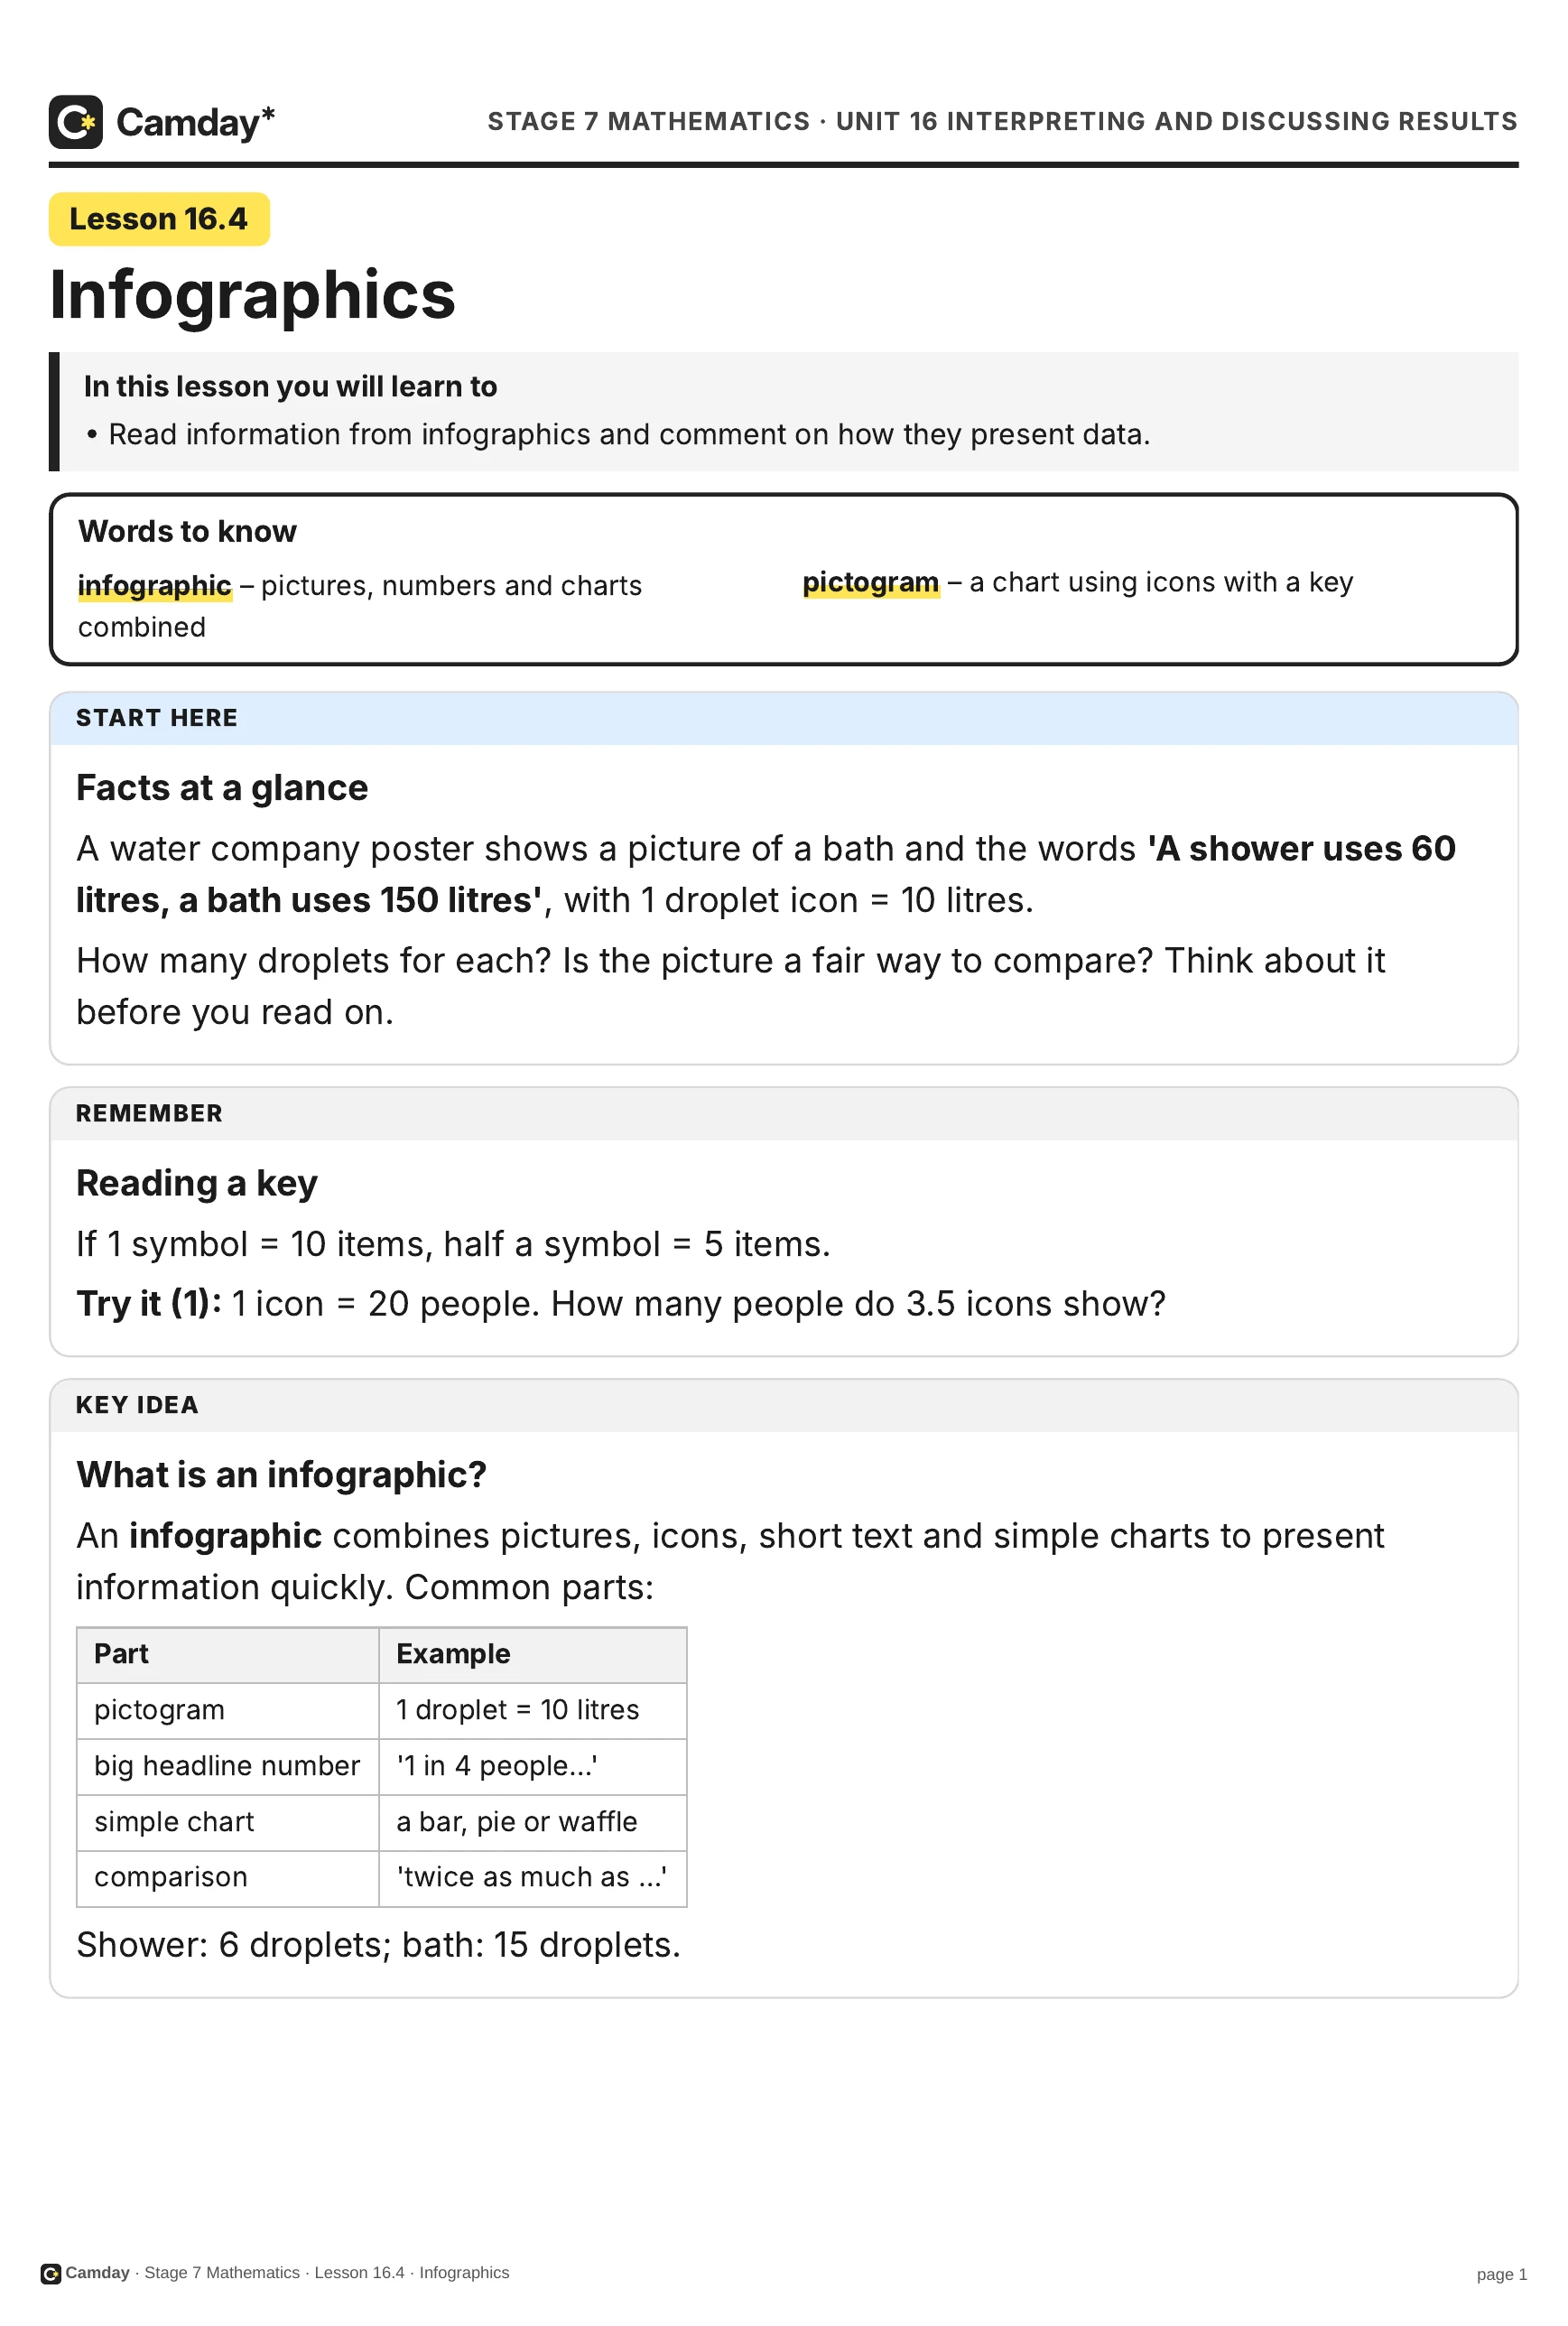 Camday*
STAGE 7 MATHEMATICS · UNIT 16 INTERPRETING AND DISCUSSING RESULTS
Lesson 16.4
Infographics
In this lesson you will learn to
• Read information from infographics and comment on how they present data.
Words to know
infographic – pictures, numbers and charts
combined
pictogram – a chart using icons with a key
START HERE
Facts at a glance
A water company poster shows a picture of a bath and the words 'A shower uses 60
litres, a bath uses 150 litres', with 1 droplet icon = 10 litres.
How many droplets for each? Is the picture a fair way to compare? Think about it
before you read on.
REMEMBER
Reading a key
If 1 symbol = 10 items, half a symbol = 5 items.
Try it (1): 1 icon = 20 people. How many people do 3.5 icons show?
KEY IDEA
What is an infographic?
An infographic combines pictures, icons, short text and simple charts to present
information quickly. Common parts:
Part Example
pictogram 1 droplet = 10 litres
big headline number '1 in 4 people...'
simple chart a bar, pie or waffle
comparison 'twice as much as ...'
Shower: 6 droplets; bath: 15 droplets.
Camday · Stage 7 Mathematics · Lesson 16.4 · Infographics
page 1